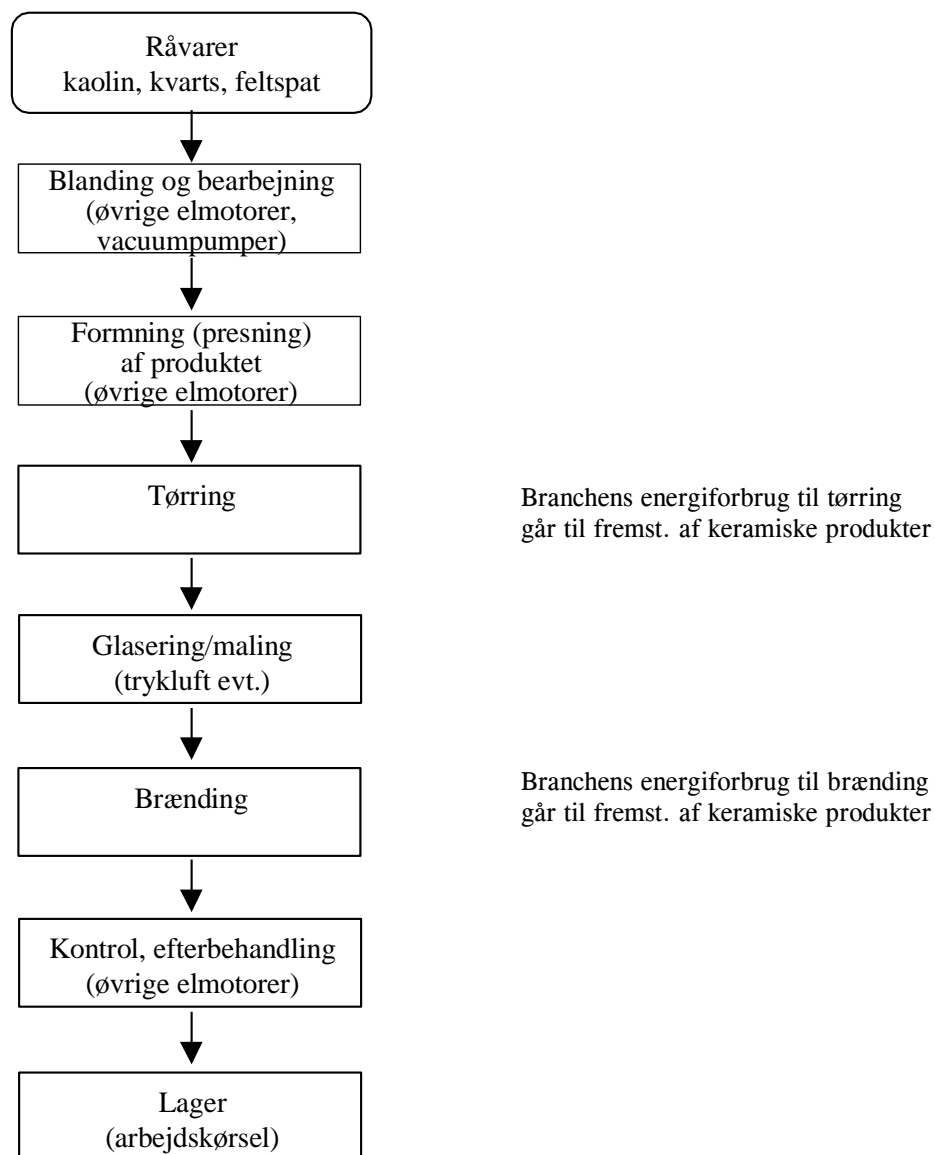 Råvarer
kaolin, kvarts, feltspat
Blanding og bearbejning
(øvrige elmotorer,
vacuumpumper)
Formning (presning)
af produktet
(øvrige elmotorer)
Tørring
Branchens energiforbrug til tørring
går til fremst. af keramiske produkter
Glasering/maling
(trykluft evt.)
Brænding
Branchens energiforbrug til brænding
går til fremst. af keramiske produkter
Kontrol, efterbehandling
(øvrige elmotorer)
Lager
(arbejdskørsel)